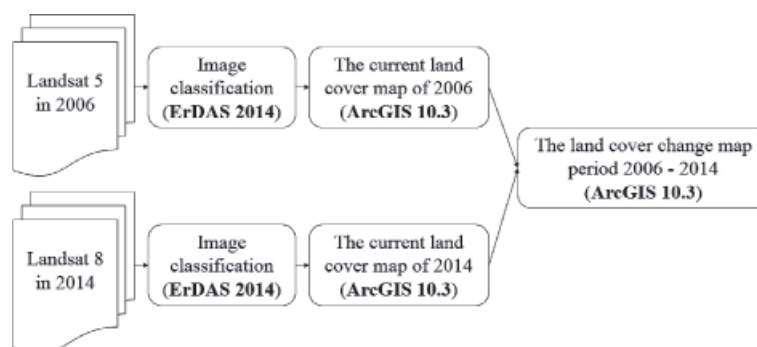 Landsat 5
in 2006
Image
classification
(ErDAS 2014)
The current land
cover map of 2006
(ArcGIS 10.3)
The land cover change map
period 2006 - 2014
(ArcGIS 10.3)
Landsat 8
in 2014
Image
classification
(ErDAS 2014)
The current land
cover map of 2014
(ArcGIS 10.3)